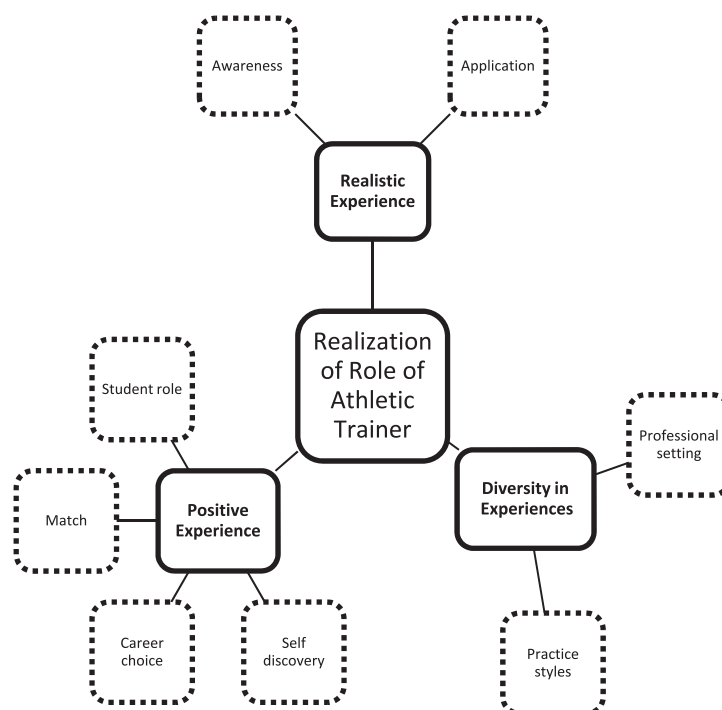 Awareness
Application
Realistic
Experience
Realization
of Role of
Athletic
Trainer
Student role
Professional
setting
Positive
Experience
Diversity in
Experiences
Match
Career
choice
Self
discovery
Practice
styles